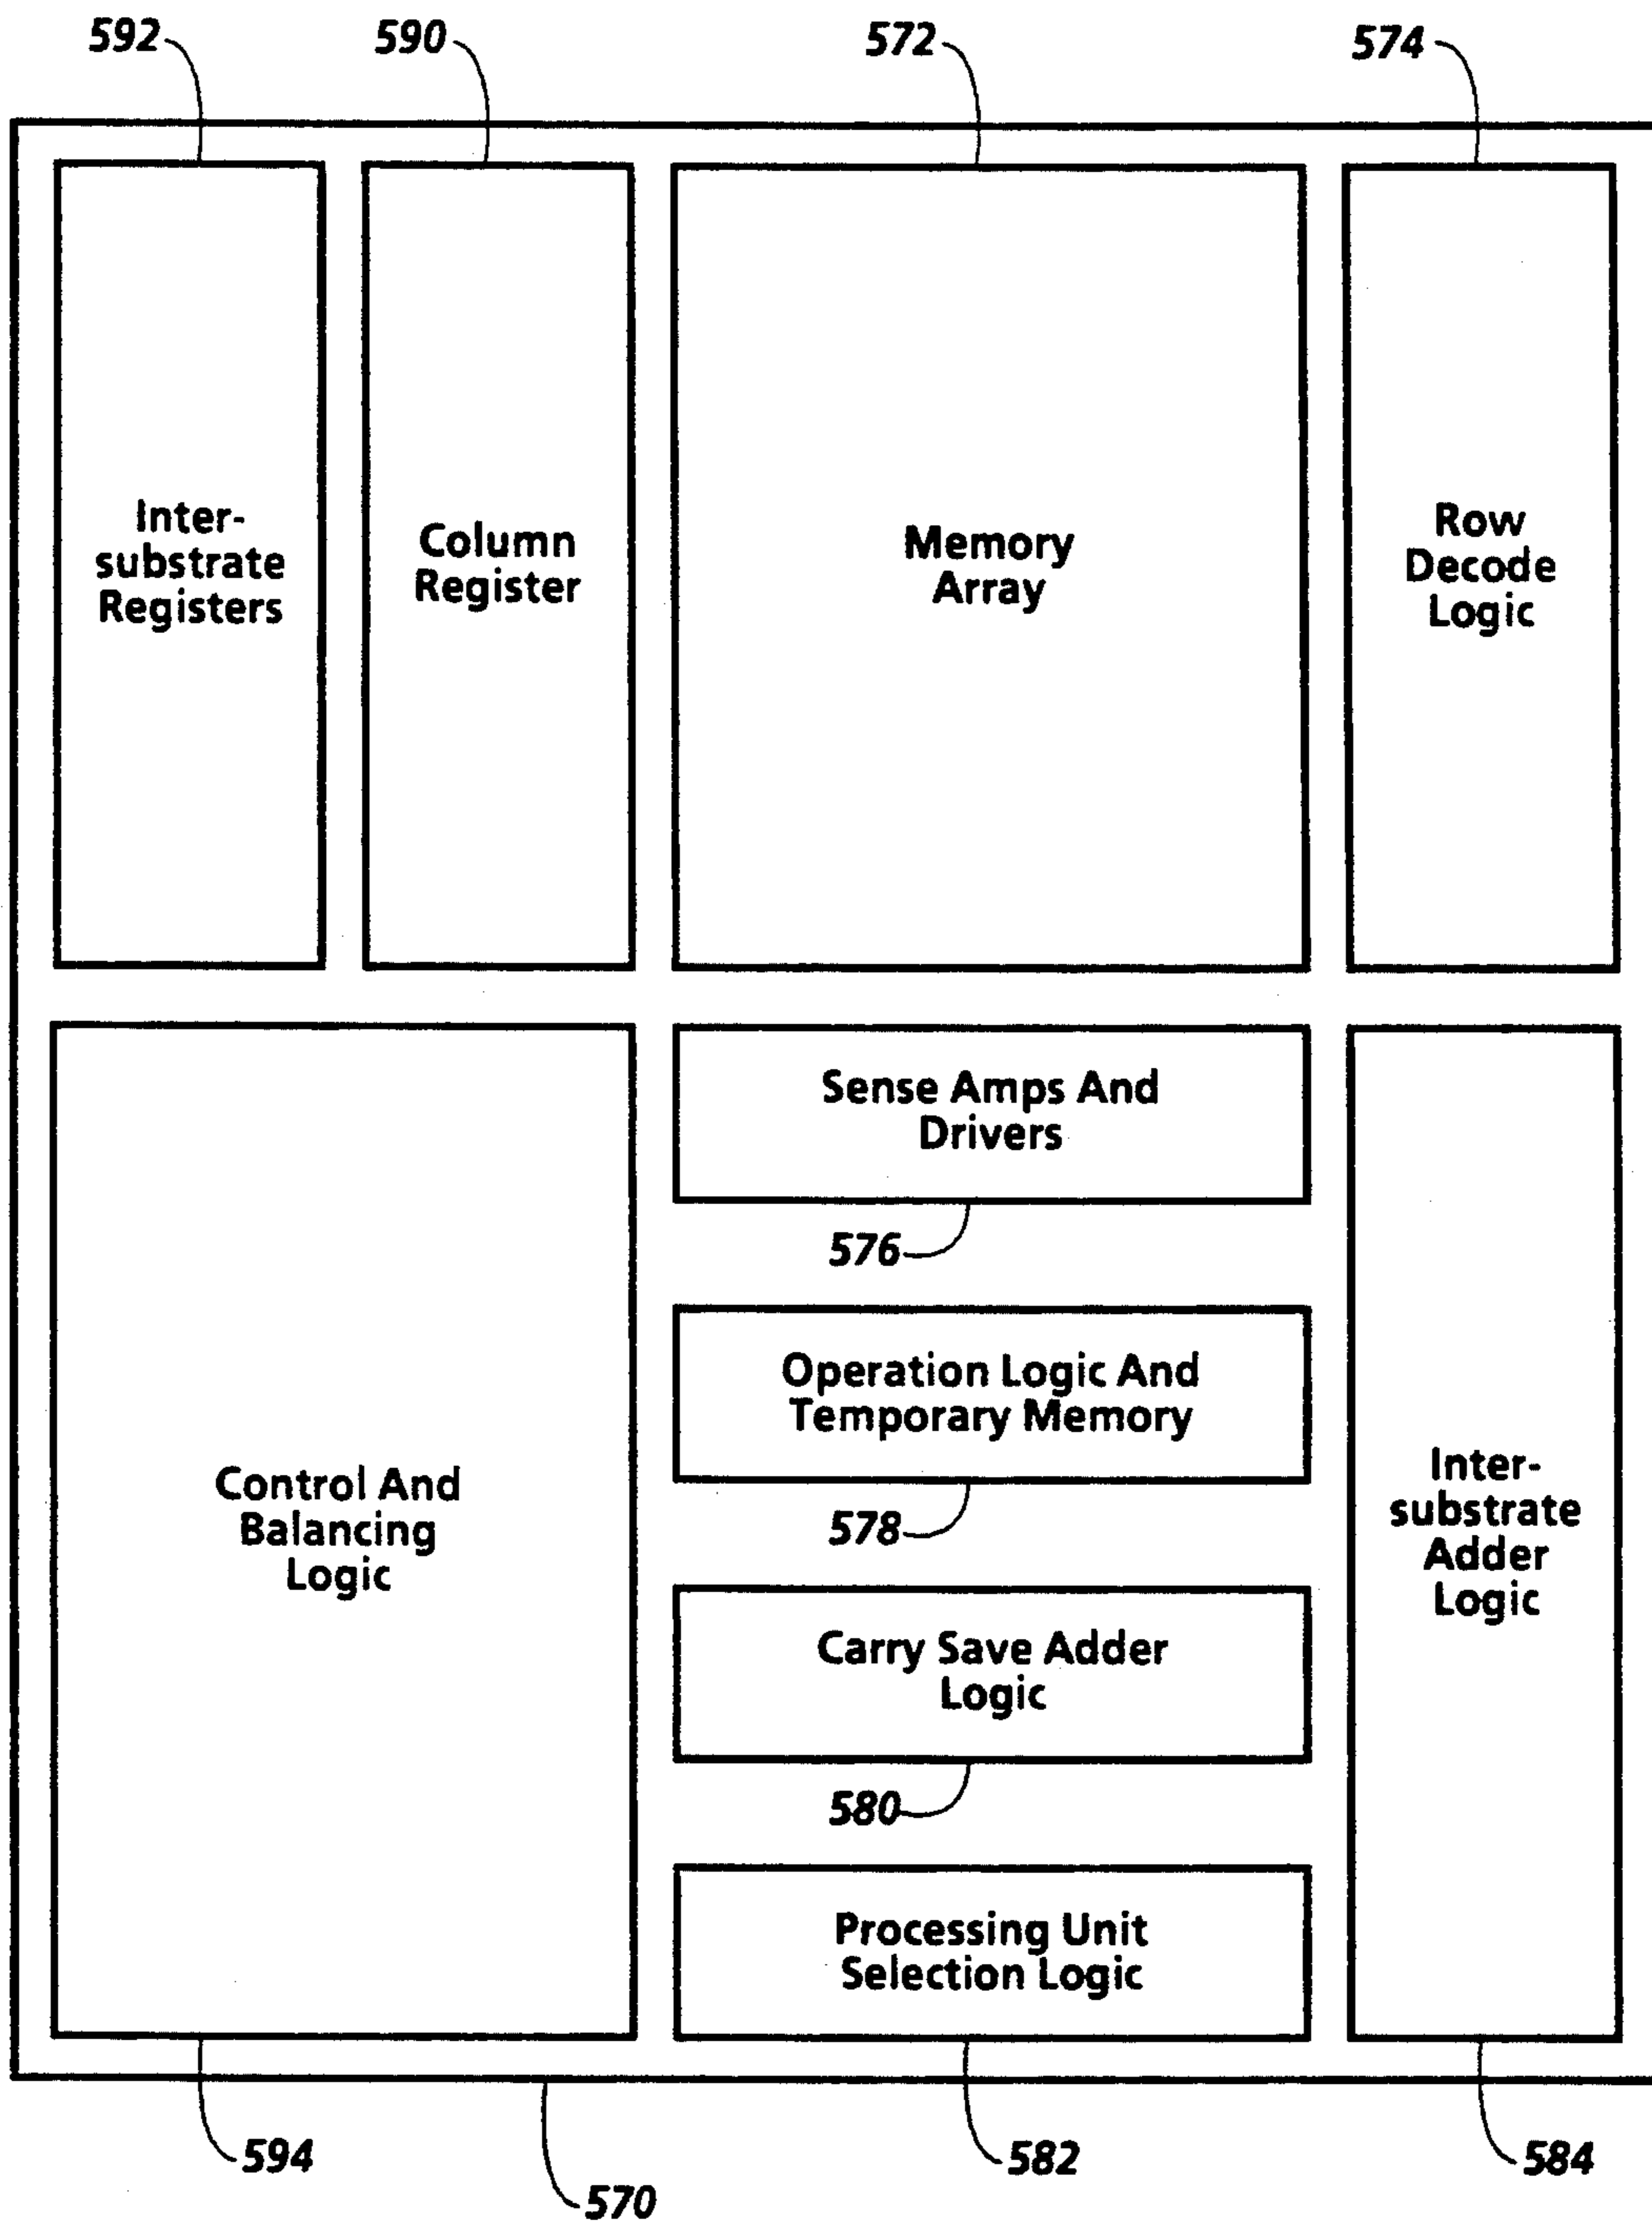 592
590
572
574
Inter-
substrate
Registers
Column
Register
Memory
Array
Row
Decode
Logic
Sense Amps And
Drivers
576
Operation Logic And
Temporary Memory
578
Control And
Balancing
Logic
Inter-
substrate
Adder
Logic
Carry Save Adder
Logic
580
Processing Unit
Selection Logic
594
570
582
584